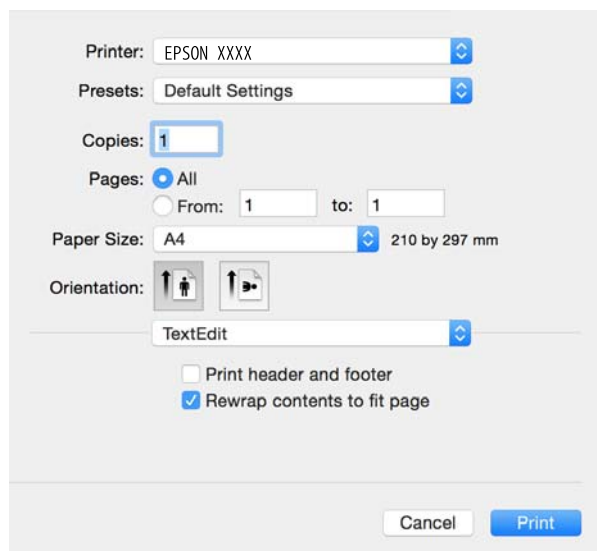 Printer: EPSON XXXX
Presets: Default Settings
Copies: 1
Pages: All
From: 1 to: 1
Paper Size: A4 210 by 297 mm
Orientation:
TextEdit
Print header and footer
Rewrap contents to fit page
Cancel Print